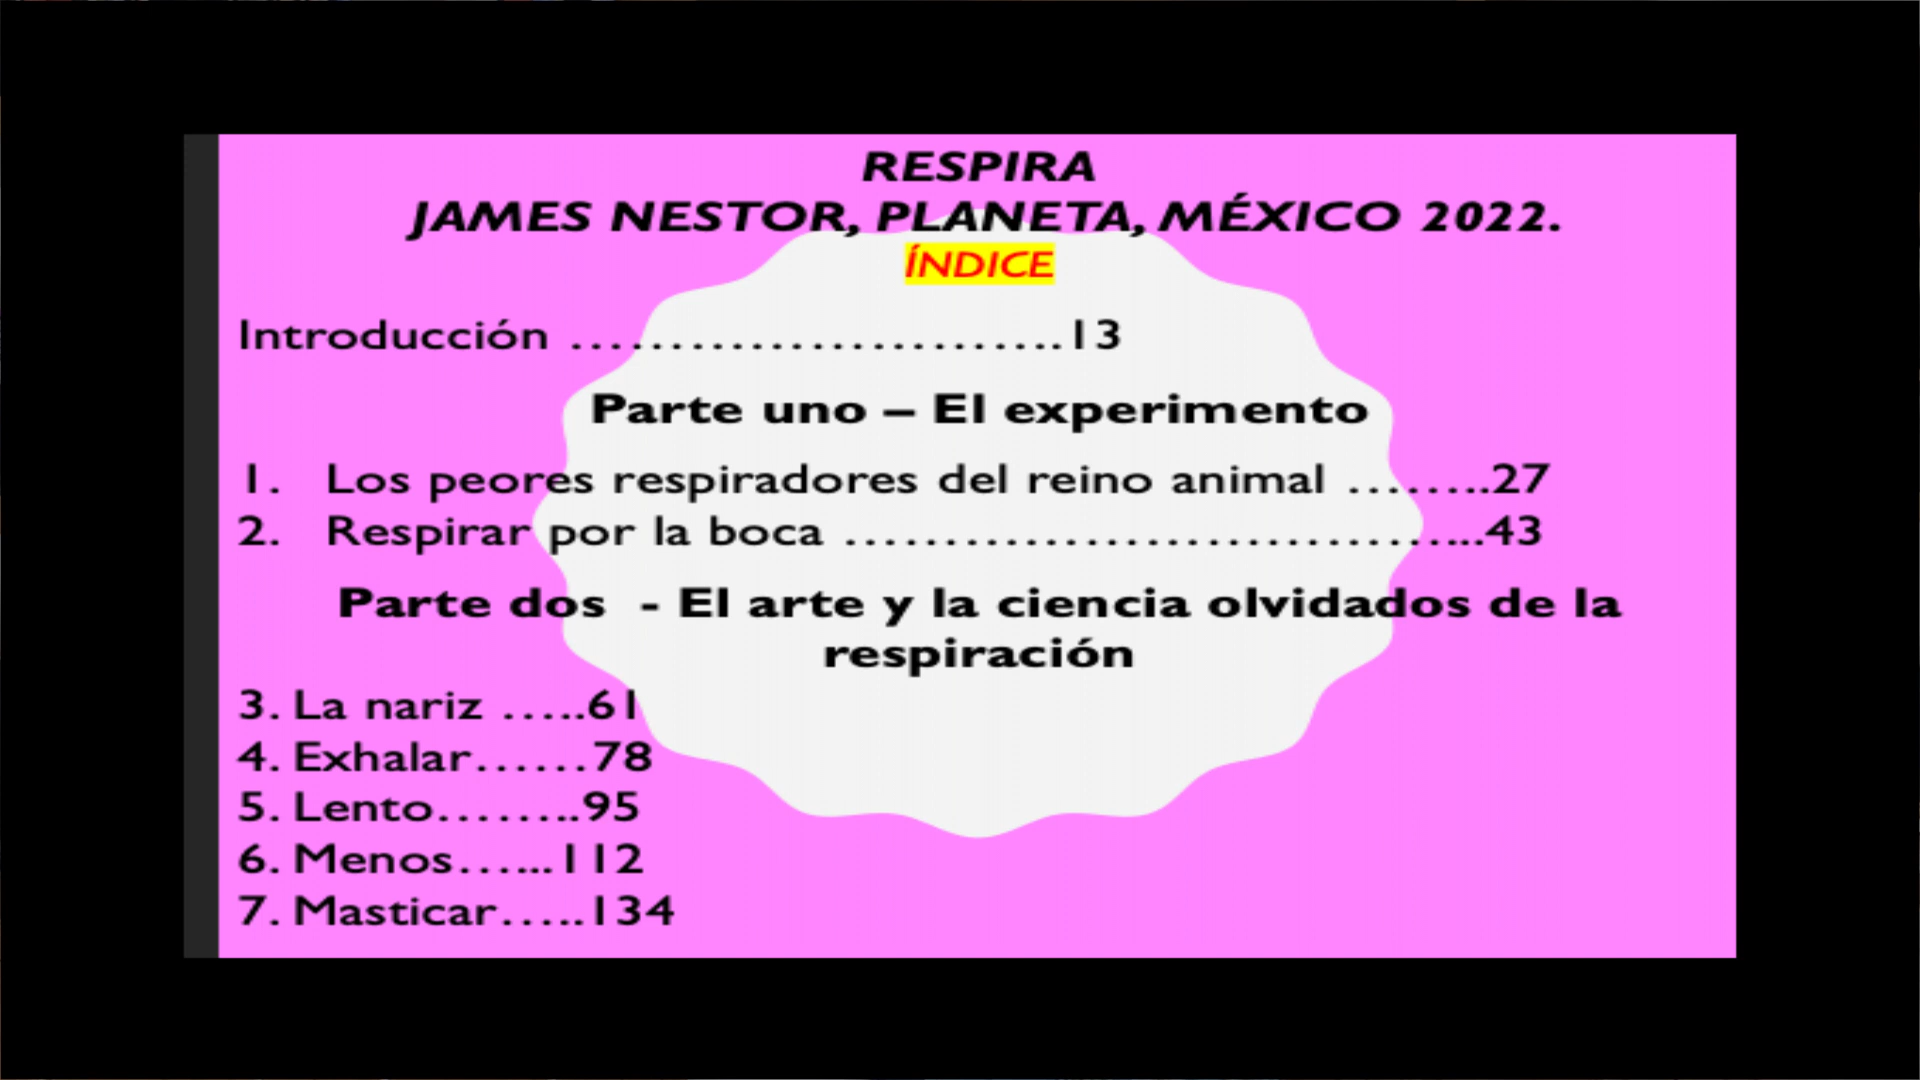 RESPIRA
JAMES NESTOR, PLANETA, MÉXICO 2022.
ÍNDICE
Introducción …………………….13
Parte uno – El experimento
1. Los peores respiradores del reino animal ……..27
2. Respirar por la boca …………………………...43
Parte dos - El arte y la ciencia olvidados de la
respiración
3. La nariz …..61
4. Exhalar……78
5. Lento……..95
6. Menos…...112
7. Masticar…..134